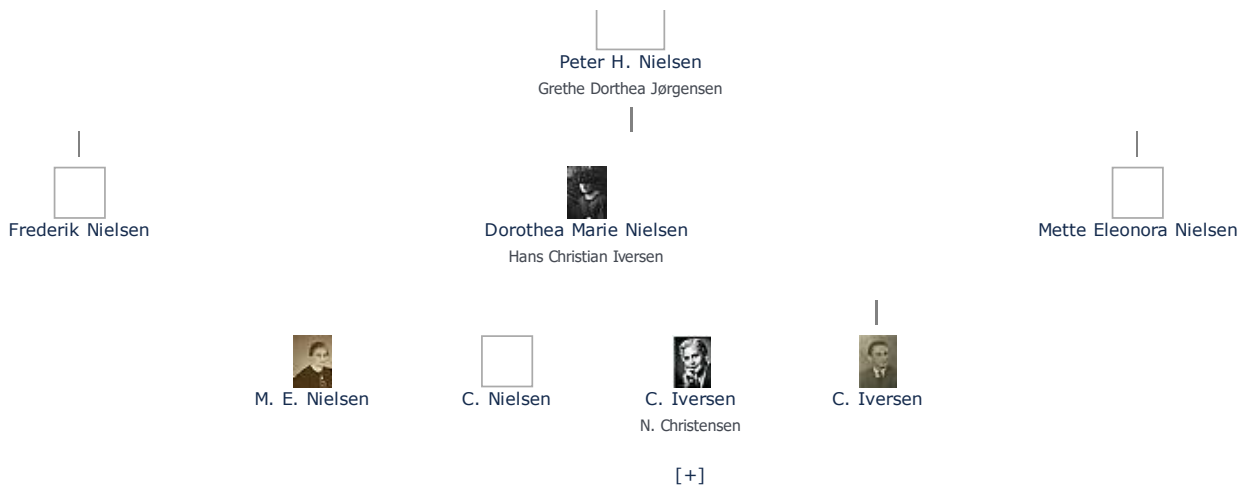 Peter H. Nielsen
Grethe Dorthea Jørgensen
Frederik Nielsen
Dorothea Marie Nielsen
Mette Eleonora Nielsen
Hans Christian Iversen
M. E. Nielsen
C. Nielsen
C. Iversen
C. Iversen
N. Christensen
[+]